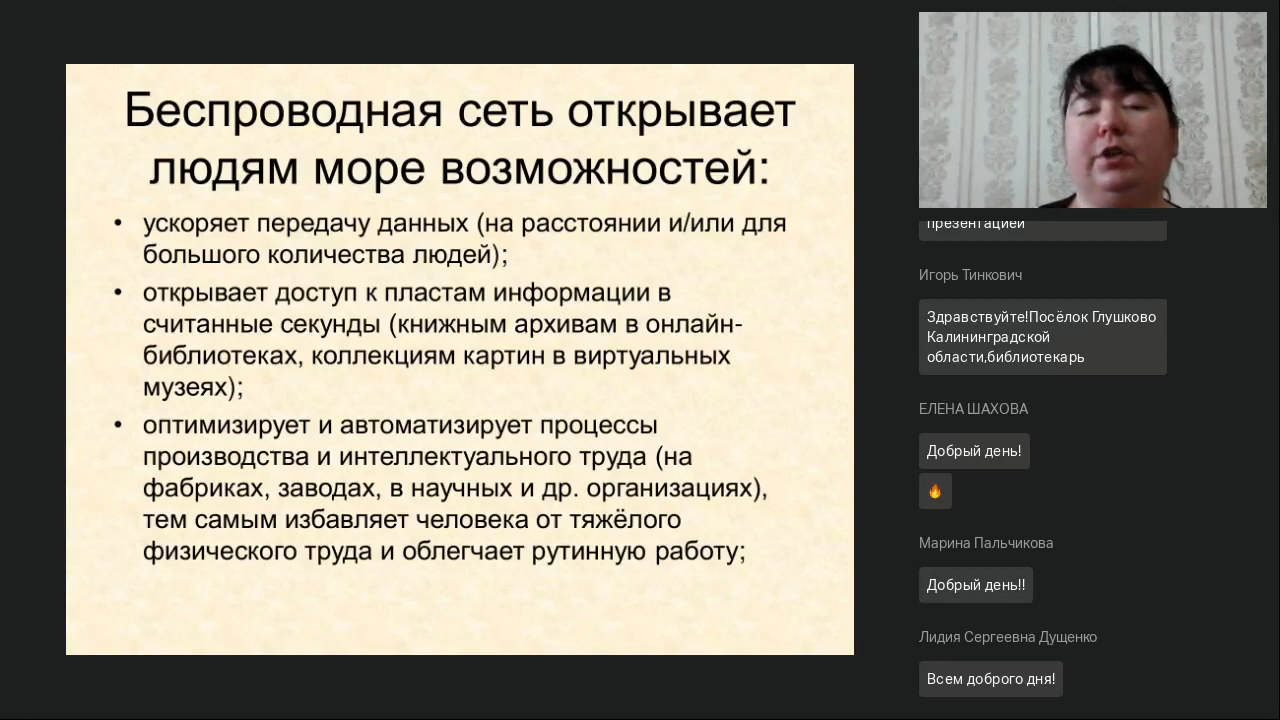 Беспроводная сеть открывает
людям море возможностей:
• ускоряет передачу данных (на расстоянии и/или для
большого количества людей);
• открывает доступ к пластам информации в
считанные секунды (книжным архивам в онлайн-
библиотеках, коллекциям картин в виртуальных
музеях);
• оптимизирует и автоматизирует процессы
производства и интеллектуального труда (на
фабриках, заводах, в научных и др. организациях),
тем самым избавляет человека от тяжёлого
физического труда и облегчает рутинную работу;
презентацией
Игорь Тинкович
Здравствуйте!Посёлок Глушково
Калининградской
области,библиотекарь
ЕЛЕНА ШАХОВА
Добрый день!
🔥
Марина Пальчикова
Добрый день!!
Лидия Сергеевна Дущенко
Всем доброго дня!